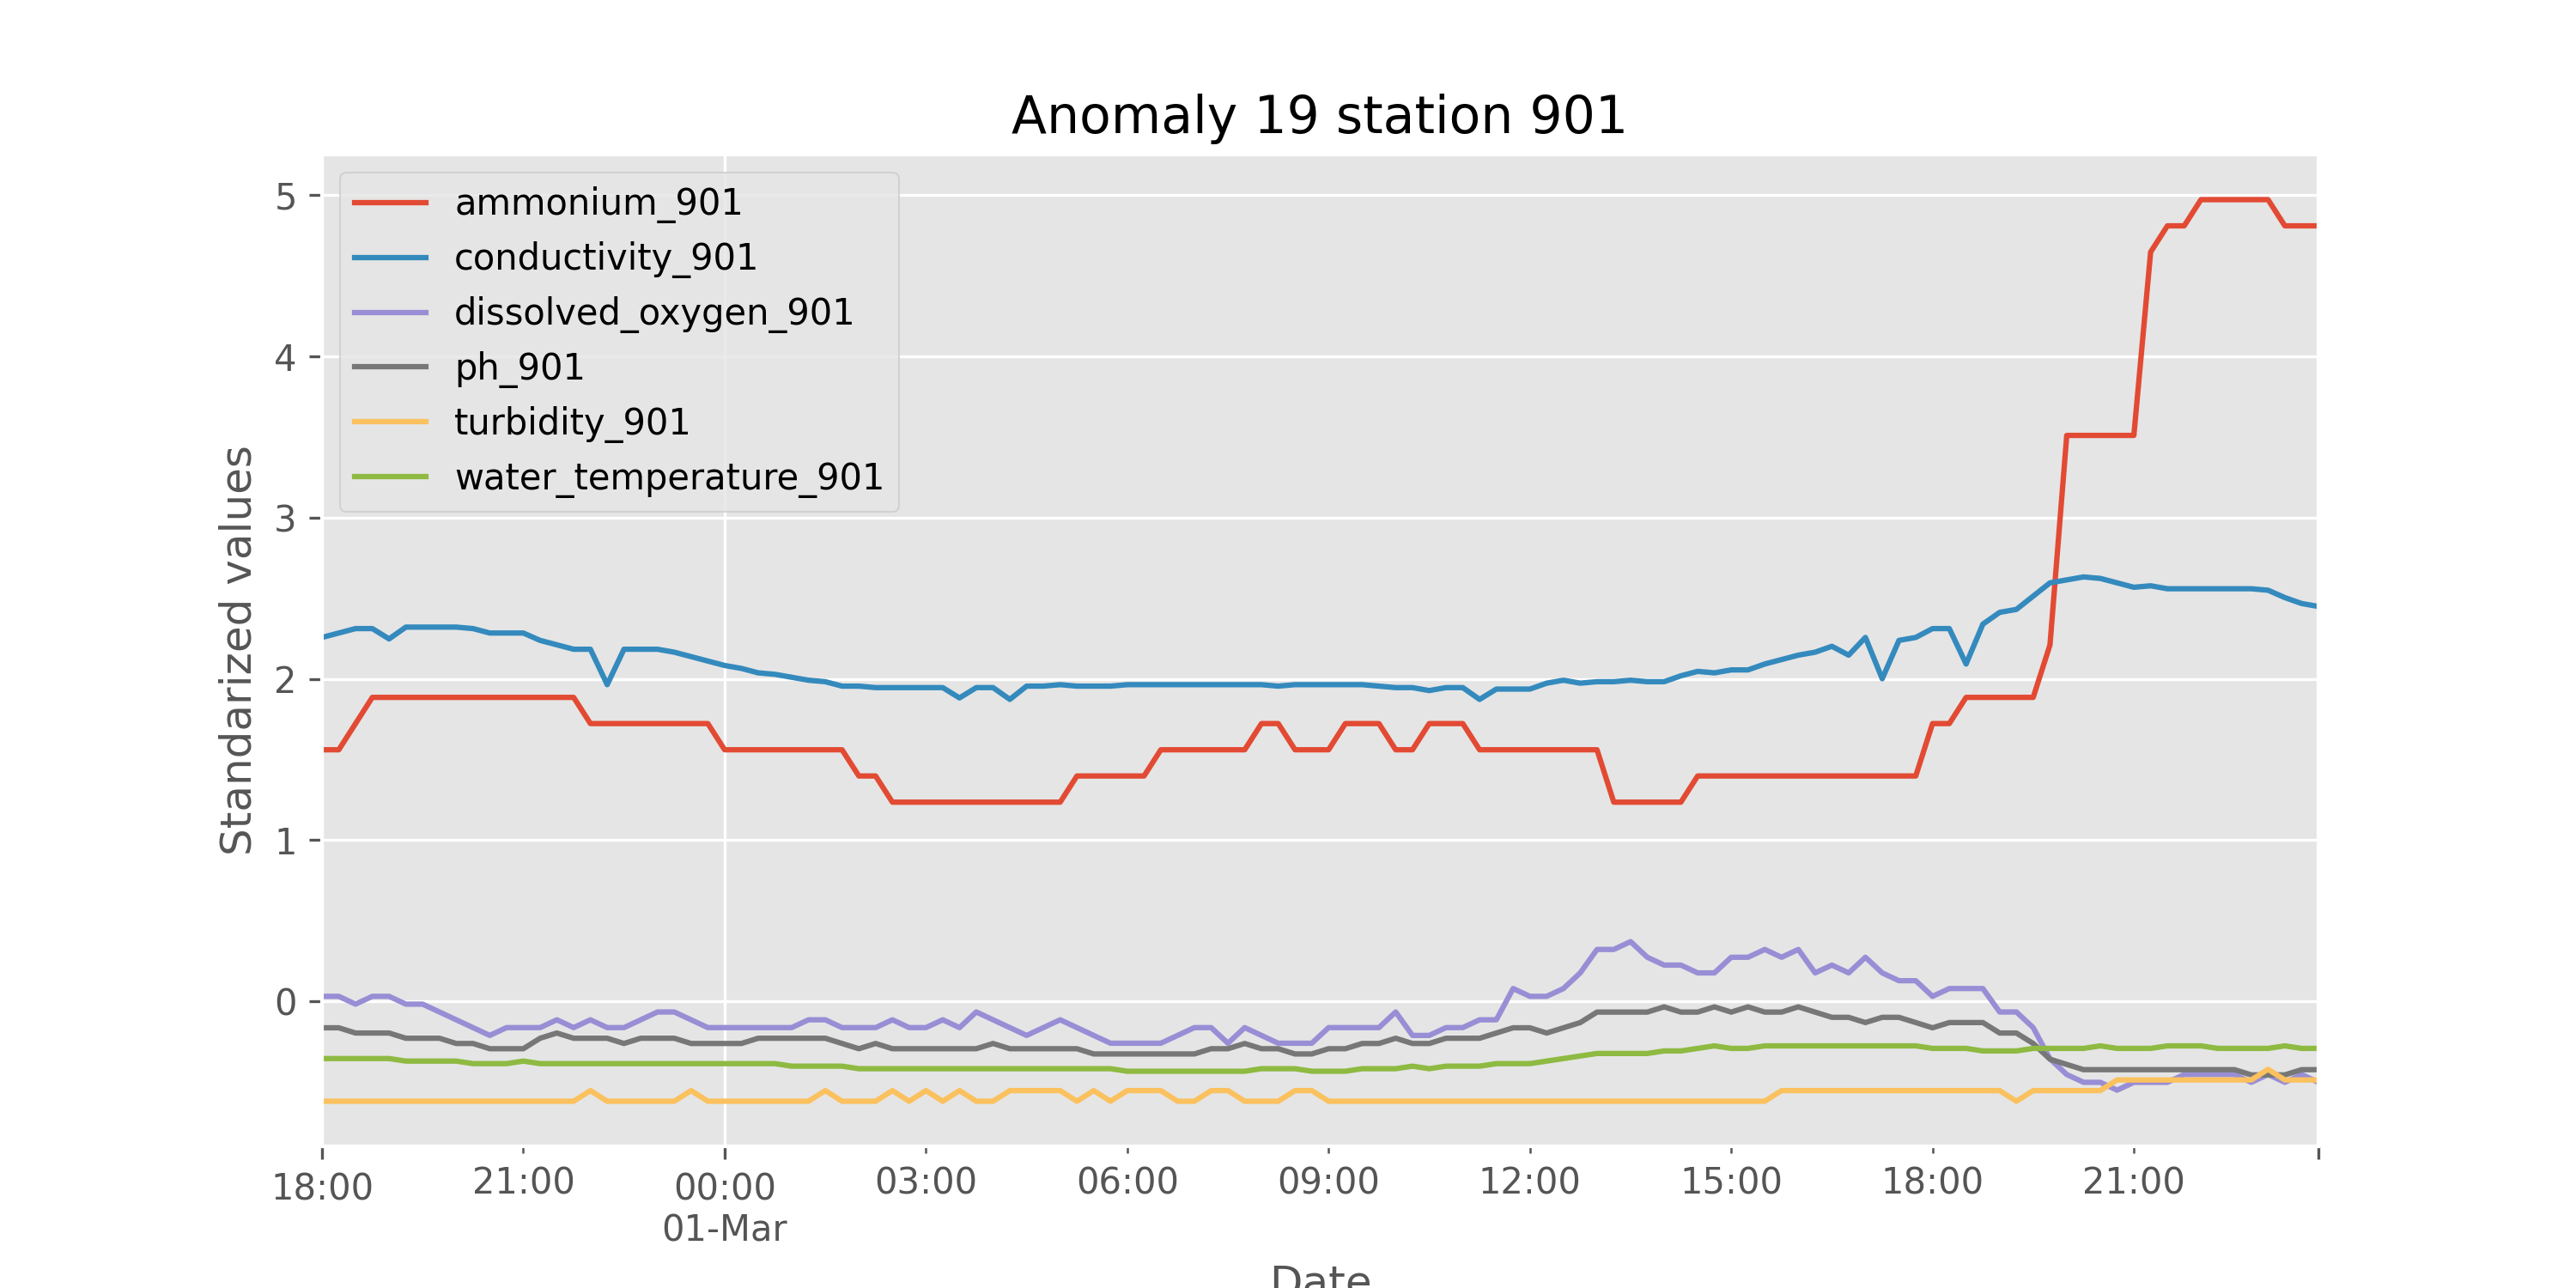 Anomaly 19 station 901
ammonium_901
conductivity_901
dissolved_oxygen_901
ph_901
turbidity_901
water_temperature_901
Standarized values
5
4
3
2
1
0
18:00 21:00 00:00 03:00 06:00 09:00 12:00 15:00 18:00 21:00
01-Mar
Date